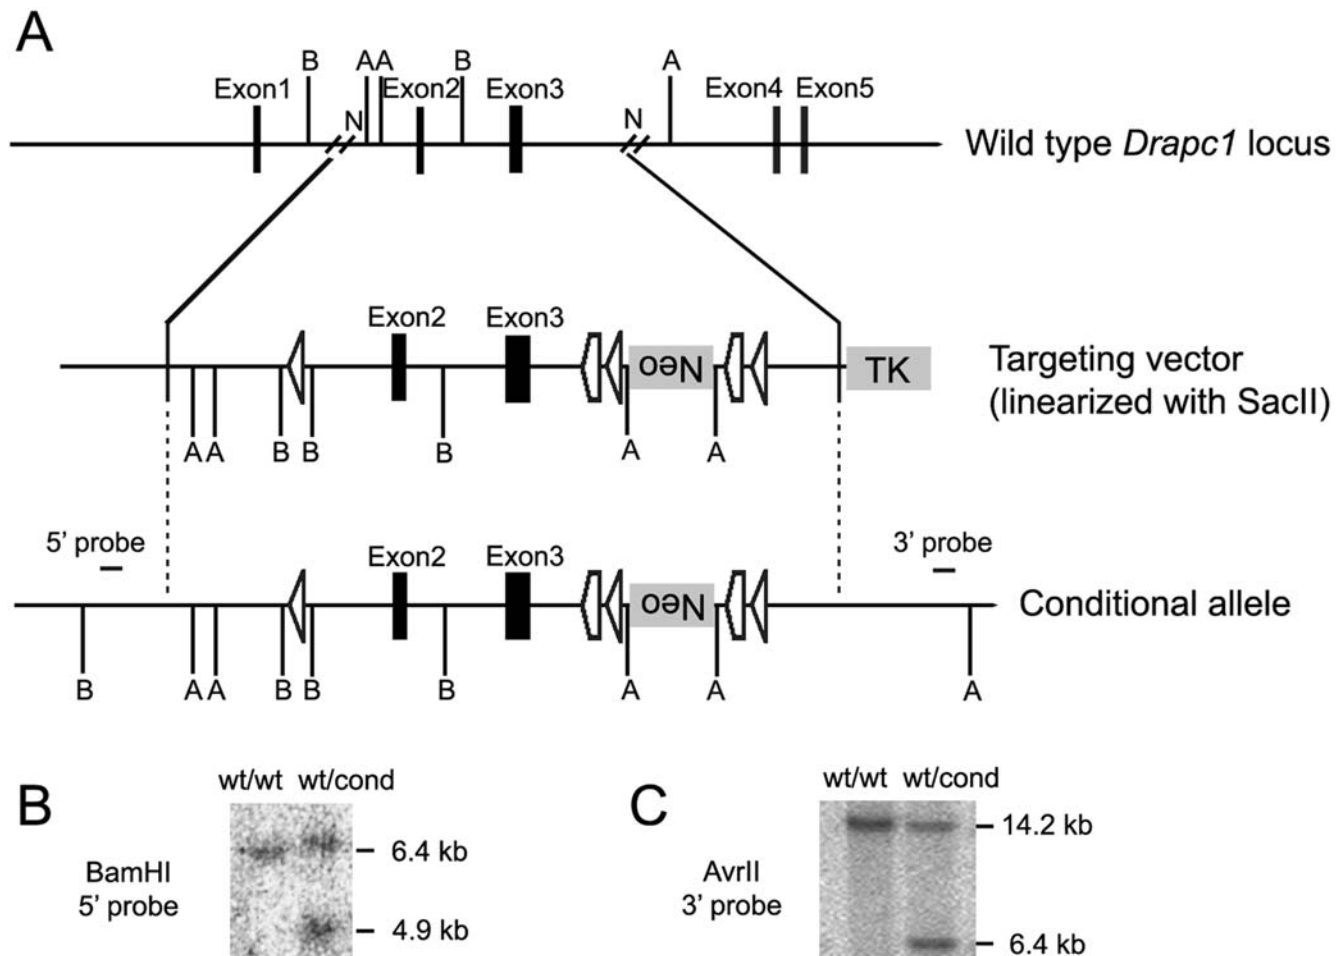 A
B
AA
B
A
Exon1
Exon2
Exon3
Exon4
Exon5
N
N
Wild type Drapc1 locus
Exon2
Exon3
Neo
TK
Targeting vector
(linearized with SacII)
A A
B
B
B
A
A
5’ probe
3’ probe
Exon2
Exon3
Neo
Conditional allele
B
A A
B
B
B
A
A
A
B
wt/wt
wt/cond
BamHI
5’ probe
6.4 kb
4.9 kb
C
wt/wt
wt/cond
AvrII
3’ probe
14.2 kb
6.4 kb